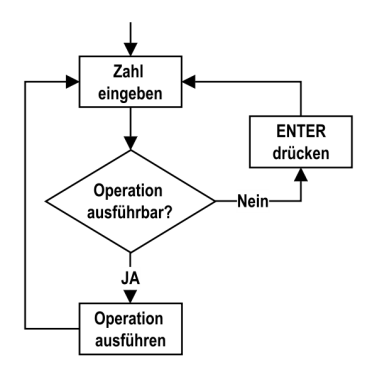 Zahl
eingeben
ENTER
drücken
Operation
ausführbar?
Nein
JA
Operation
ausführen